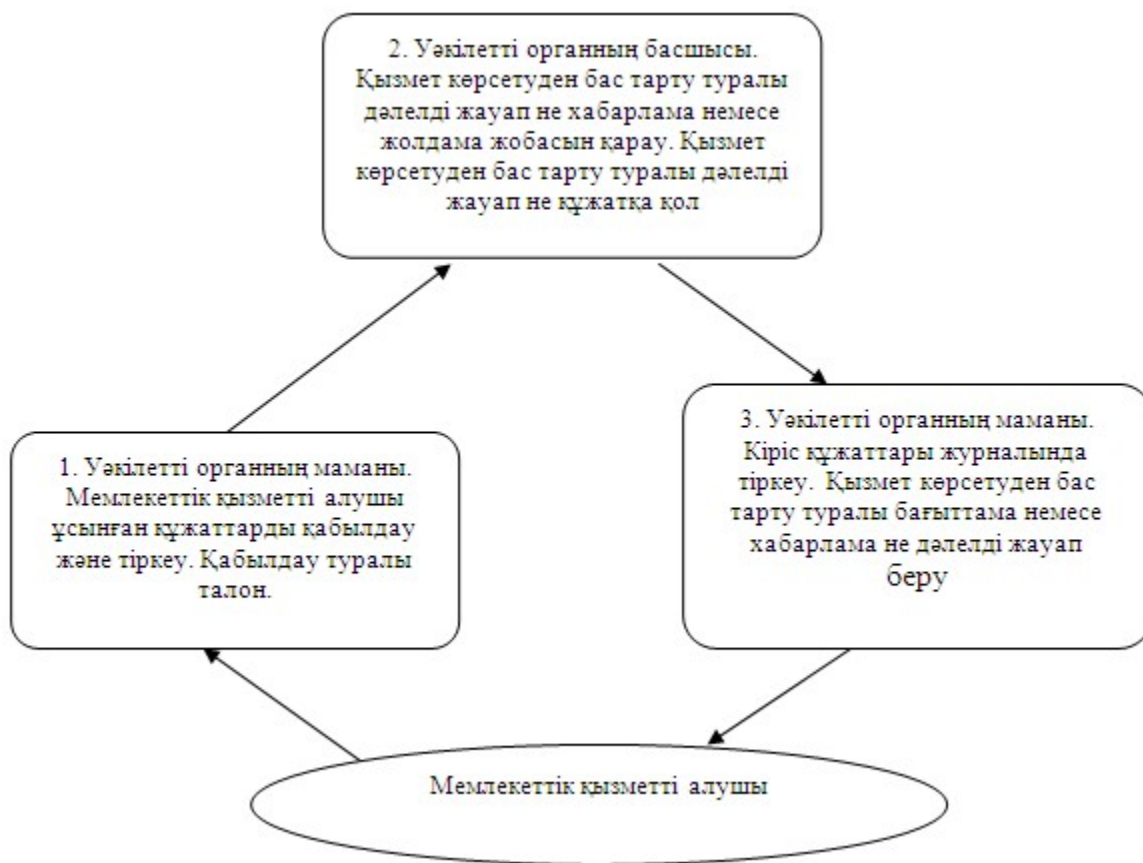 2. Уәкілетті органның басшысы.
Қызмет көрсетуден бас тарту туралы
дәлелді жауап не хабарлама немесе
жолдама жобасын қарау. Қызмет
көрсетуден бас тарту туралы дәлелді
жауап не құжатқа қол
1. Уәкілетті органның маманы.
Мемлекеттік қызметті алушы
ұсынған құжаттарды қабылдау
және тіркеу. Қабылдау туралы
талон.
3. Уәкілетті органның маманы.
Кіріс құжаттары журналында
тіркеу. Қызмет көрсетуден бас
тарту туралы бағыттама немесе
хабарлама не дәлелді жауап
беру
Мемлекеттік қызметті алушы